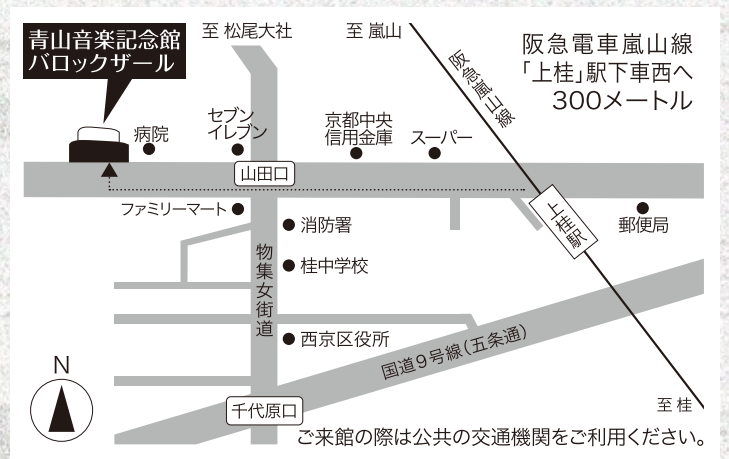 青山音楽記念館
バロックザール
至 松尾大社
至 嵐山
阪急嵐山線
阪急電車嵐山線
「上桂」駅下車西へ
300メートル
病院
セブン
イレブン
京都中央
信用金庫
スーパー
山田口
ファミリーマート
消防署
上桂駅
郵便局
物集女街道
桂中学校
西京区役所
国道9号線(五条通)
N
千代原口
至 桂
ご来館の際は公共の交通機関をご利用ください。